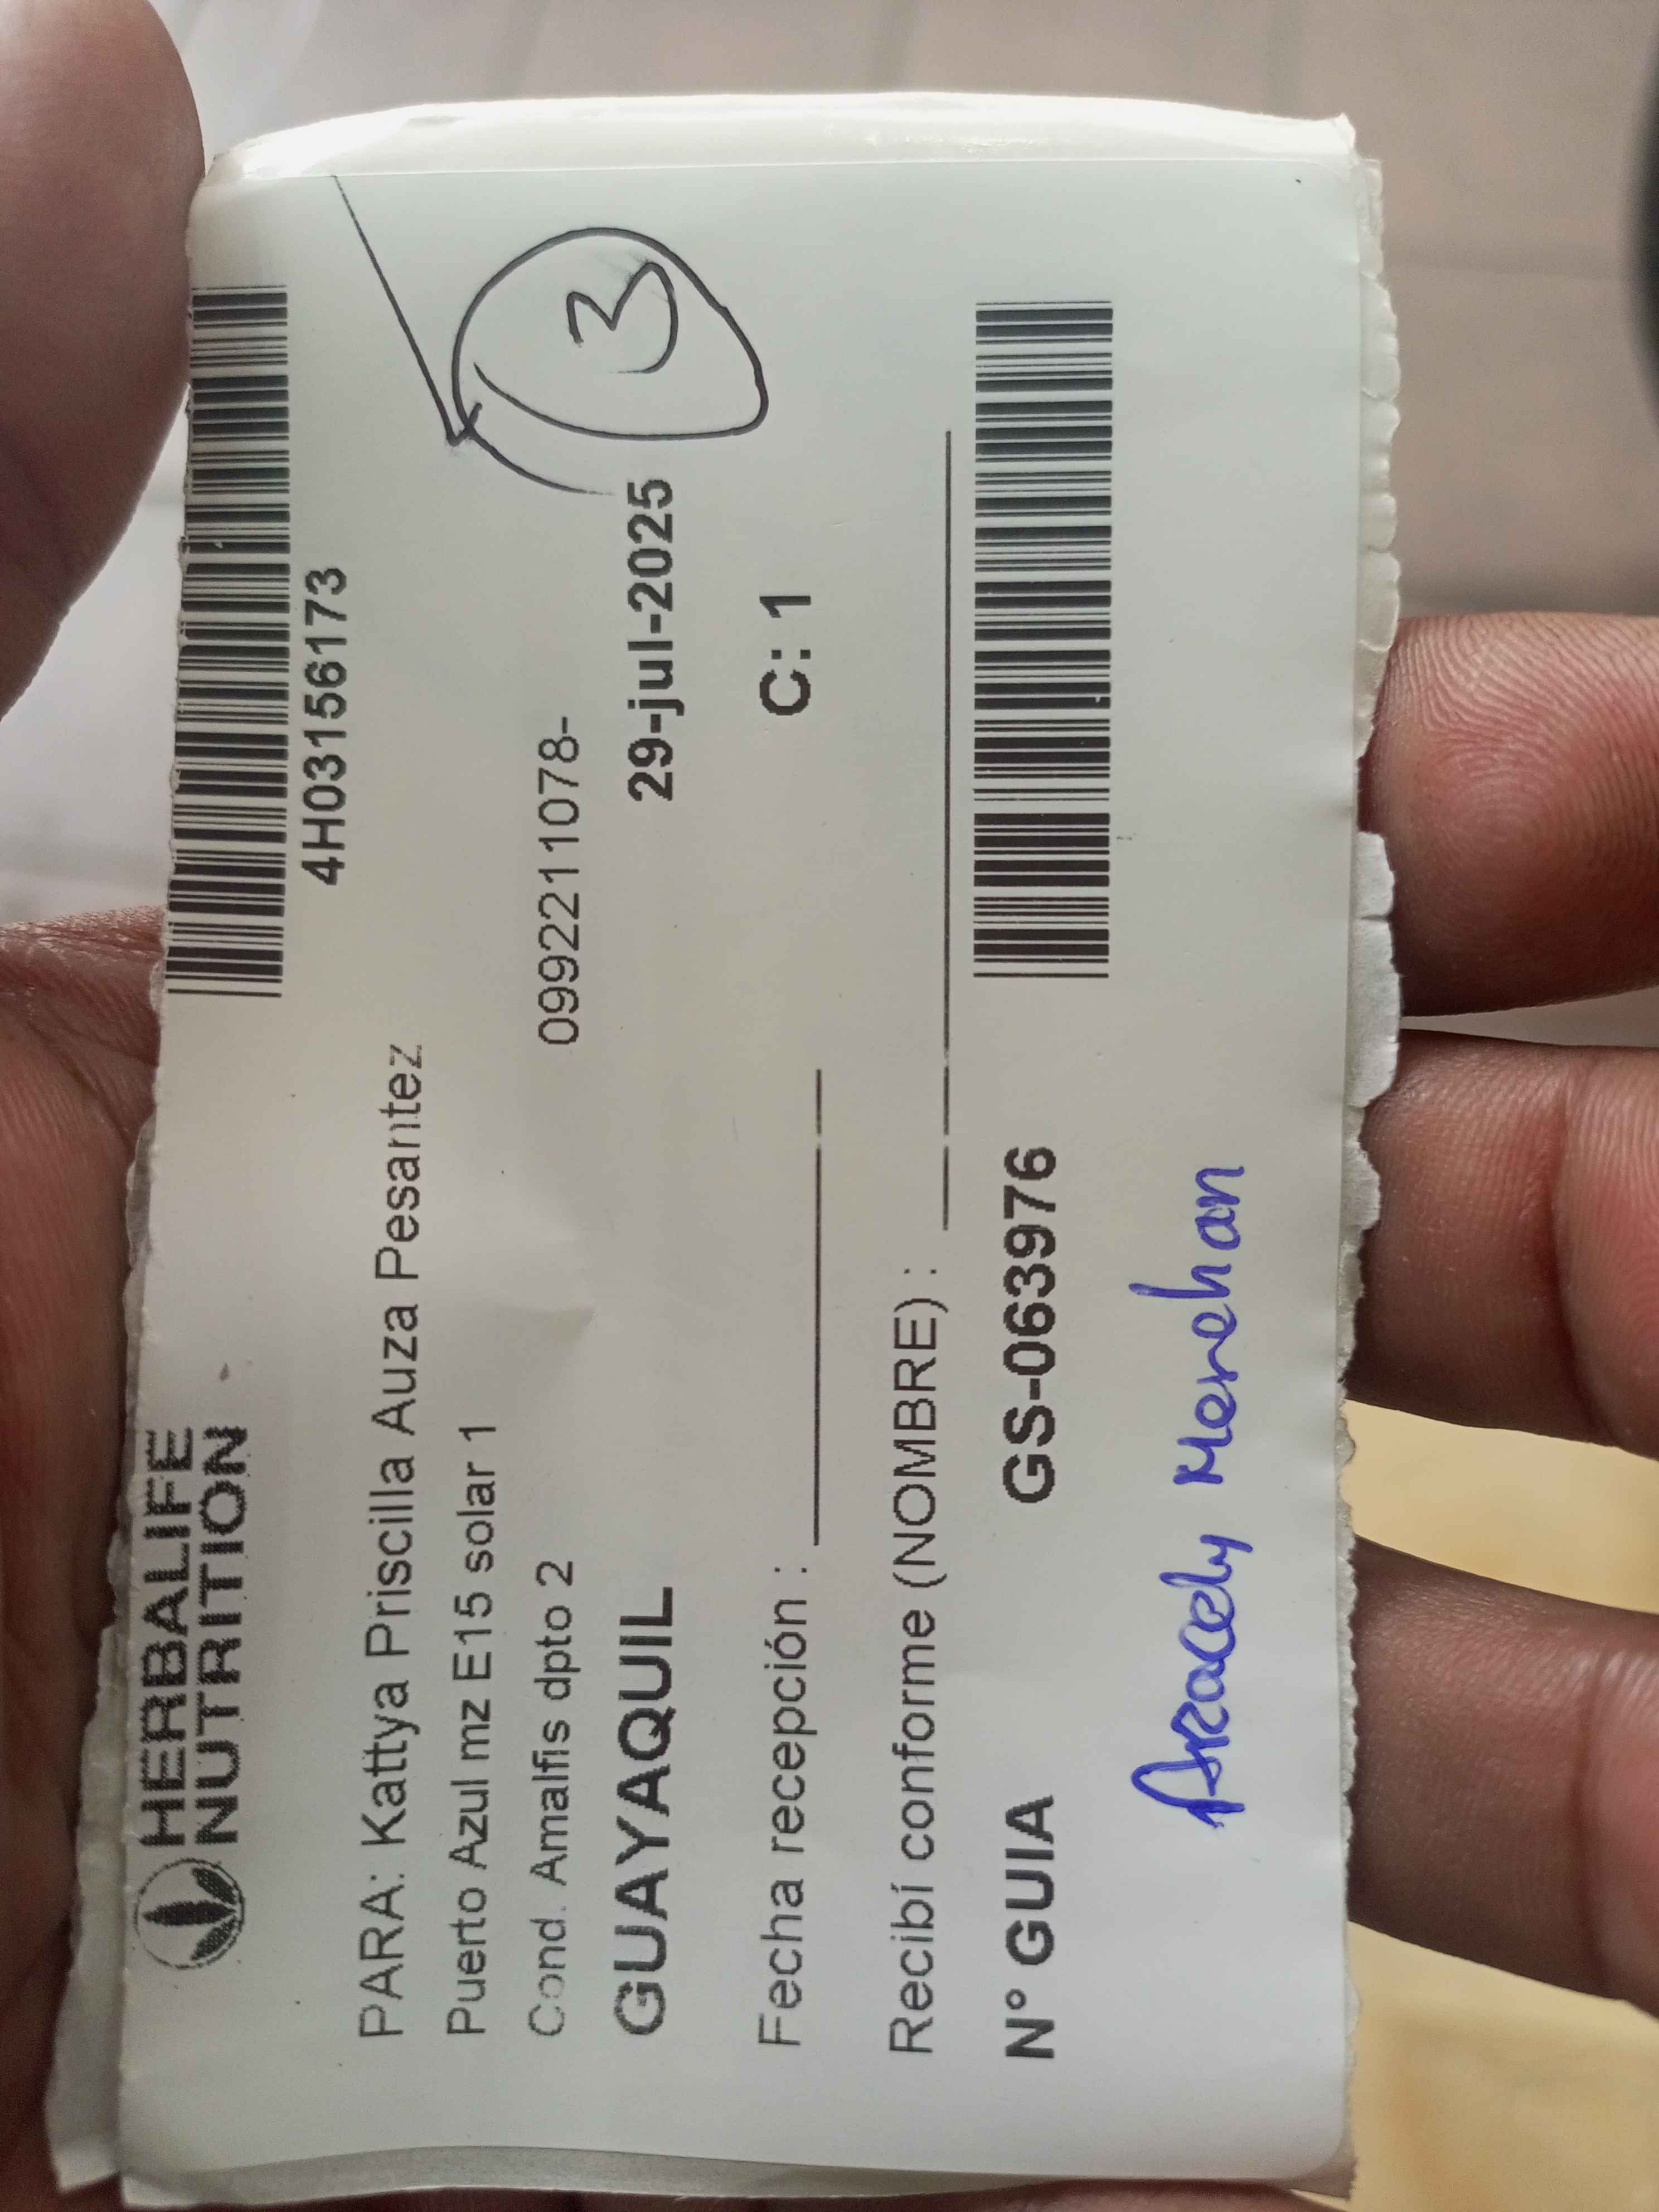 HERBALIFE
NUTRITION
4H03156173
PARA: Kattya Priscilla Auza Pesantez
Puerto Azul mz E15 solar 1
Cond. Amalfis dpto 2
0992211078-
GUAYAQUIL
29-jul-2025
3
Fecha recepción :
C: 1
Recibí conforme (NOMBRE) :
N° GUIA GS-063976
Aracely Merehan